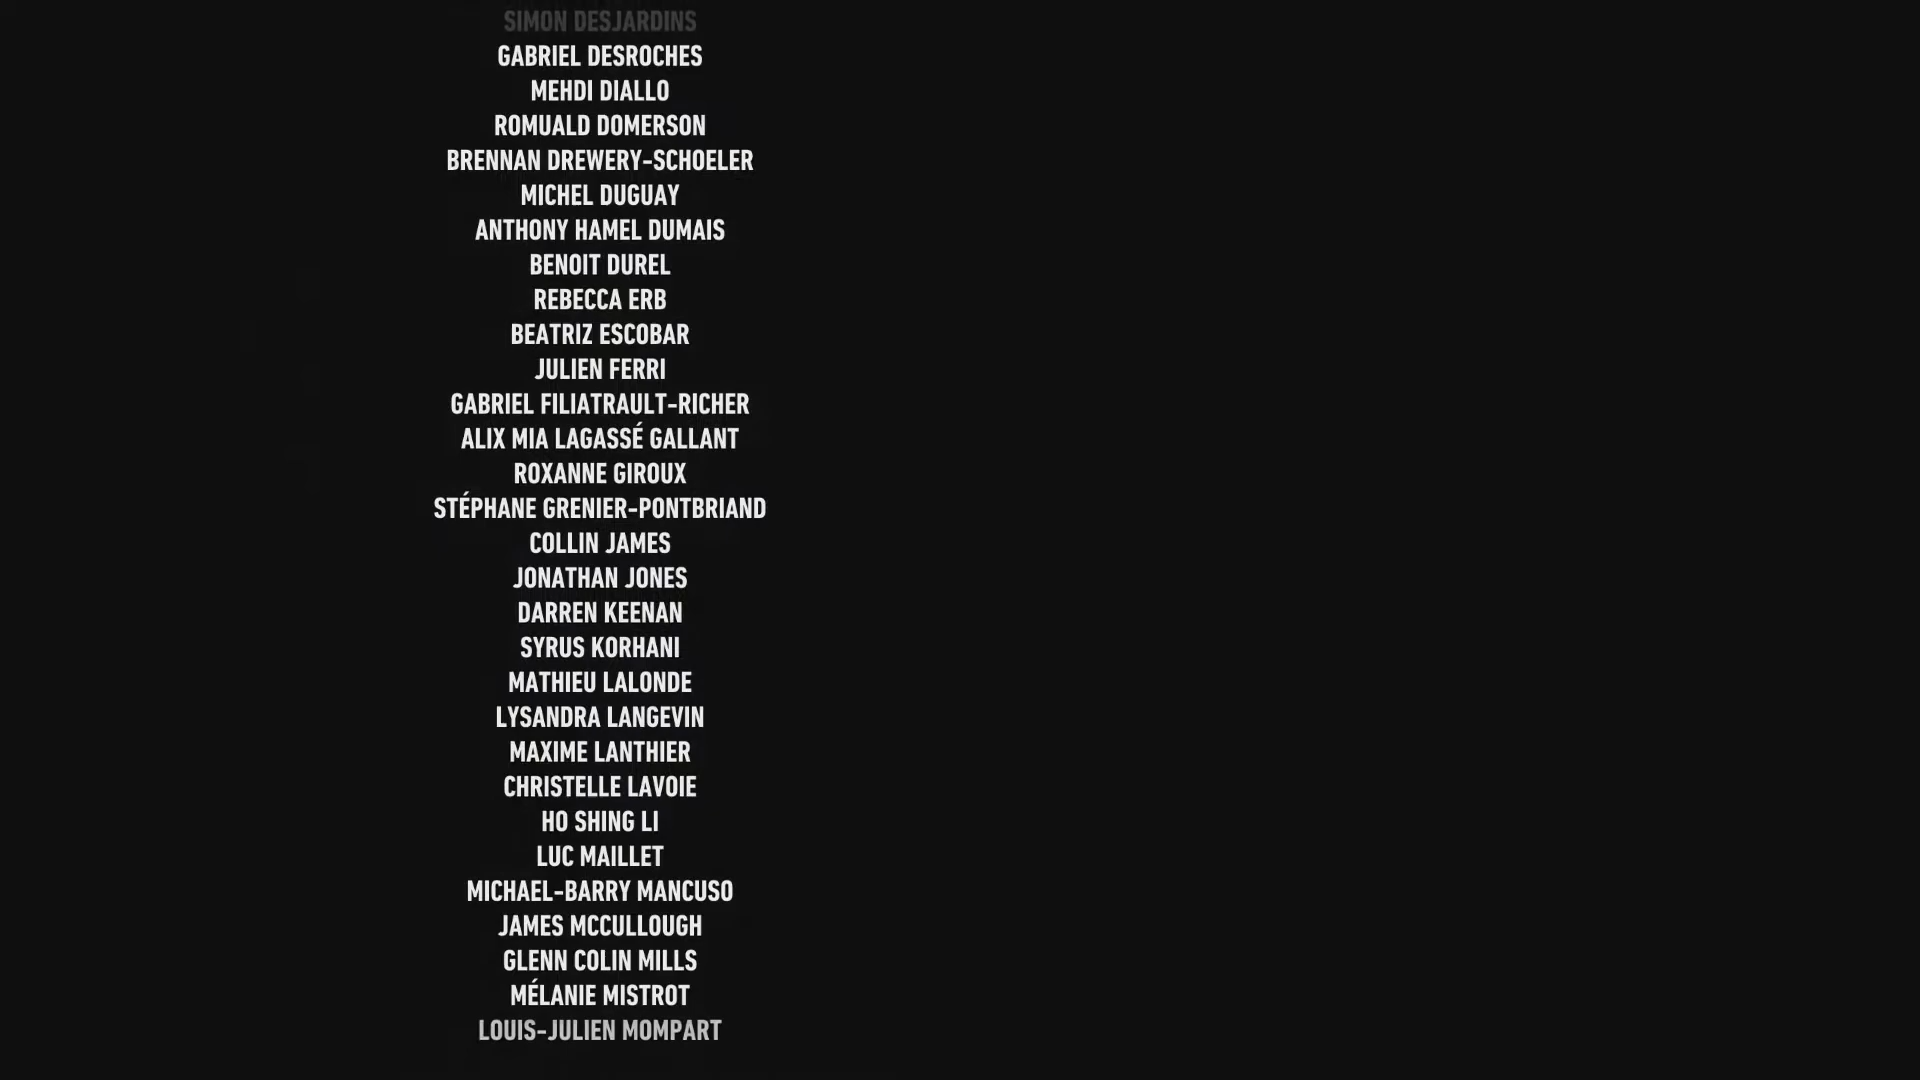 SIMON DESJARDINS
GABRIEL DESROCHES
MEHDI DIALLO
ROMUALD DOMERSON
BRENNAN DREWERY-SCHOELER
MICHEL DUGUAY
ANTHONY HAMEL DUMAIS
BENOIT DUREL
REBECCA ERB
BEATRIZ ESCOBAR
JULIEN FERRI
GABRIEL FILIATRAULT-RICHER
ALIX MIA LAGASSÉ GALLANT
ROXANNE GIROUX
STÉPHANE GRENIER-PONTBRIAND
COLLIN JAMES
JONATHAN JONES
DARREN KEENAN
SYRUS KORHANI
MATHIEU LALONDE
LYSANDRA LANGEVIN
MAXIME LANTHIER
CHRISTELLE LAVOIE
HO SHING LI
LUC MAILLET
MICHAEL-BARRY MANCUSO
JAMES MCCULLOUGH
GLENN COLIN MILLS
MÉLANIE MISTROT
LOUIS-JULIEN MOMPART